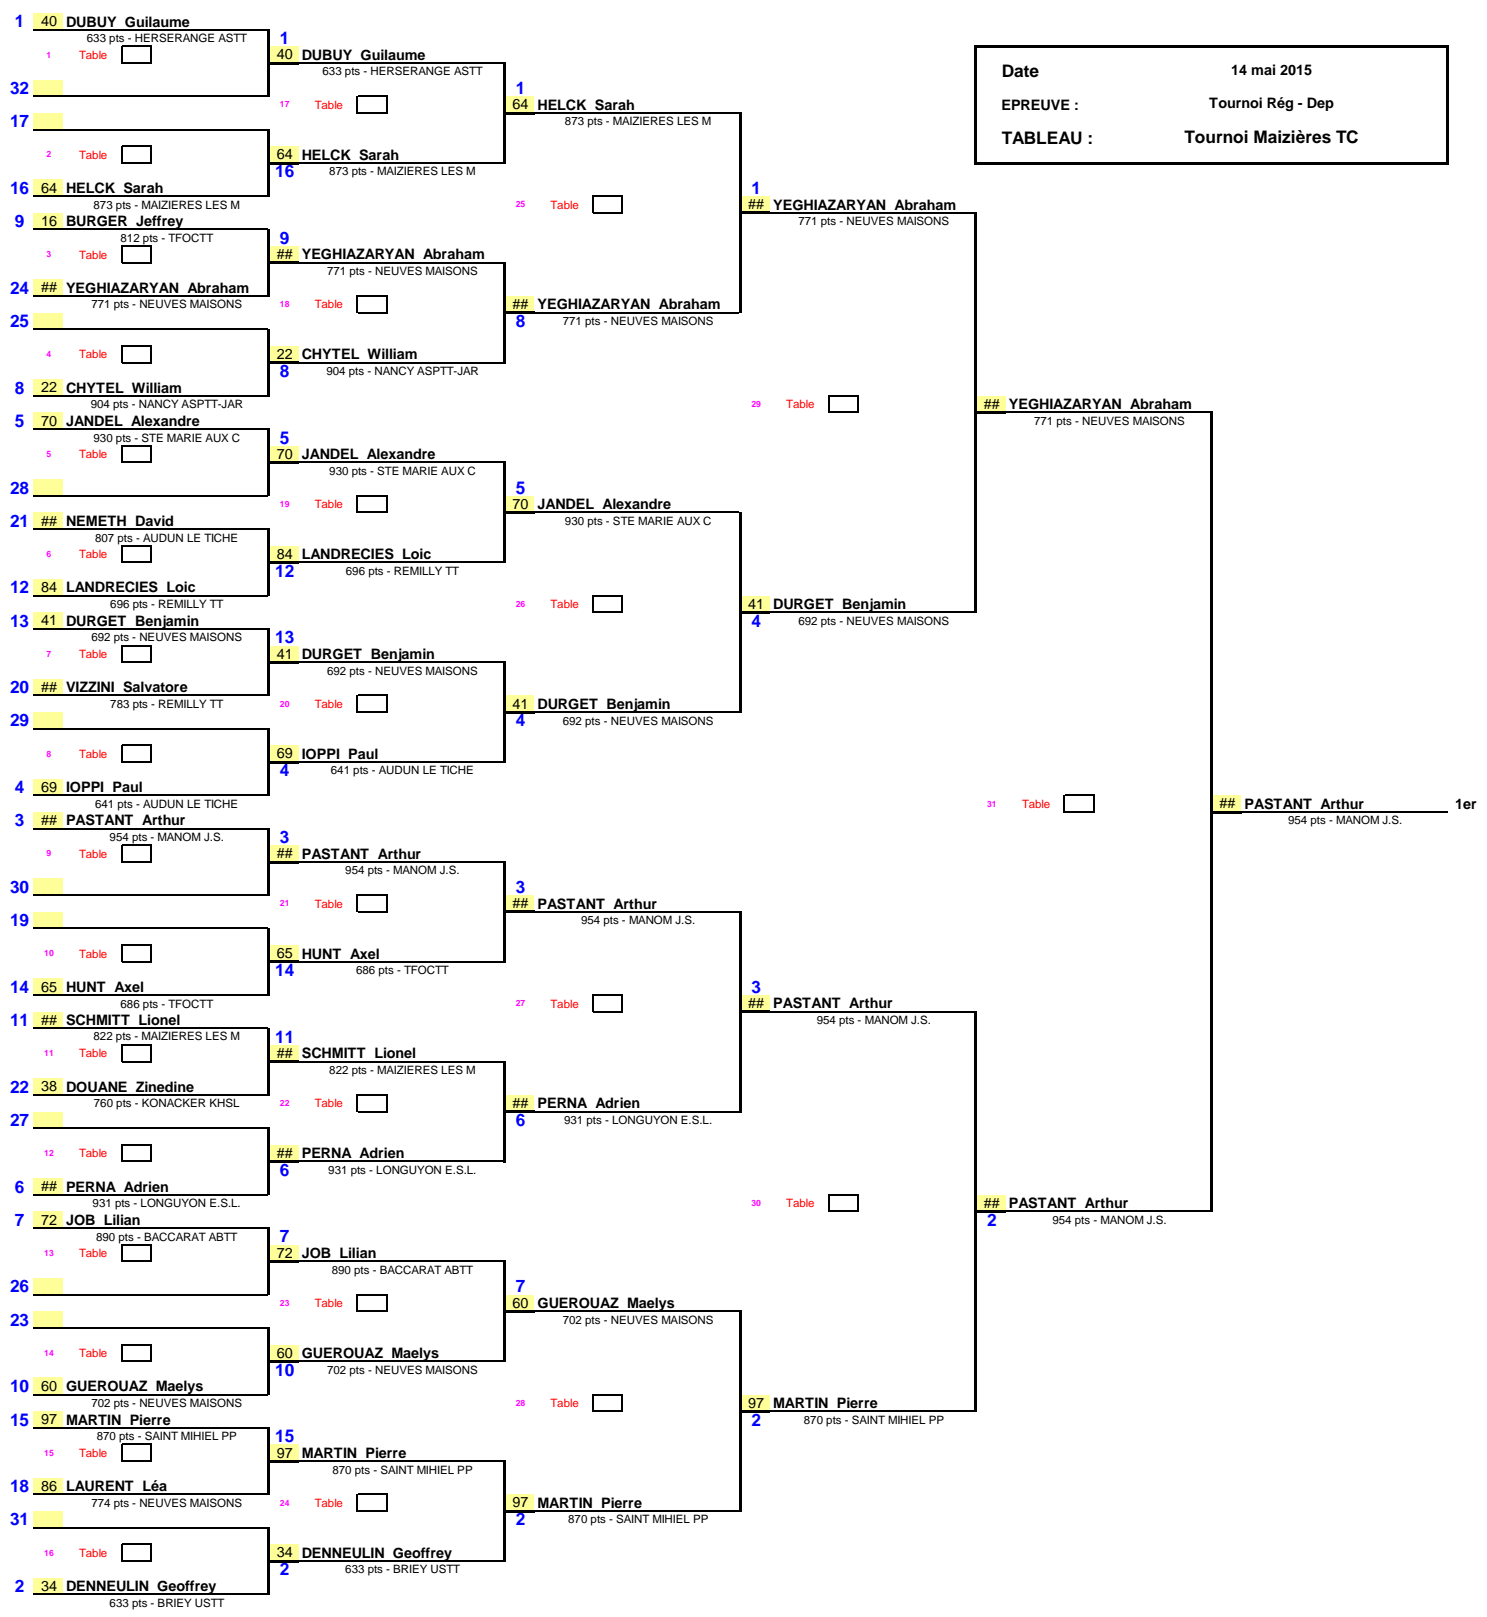 Date 14 mai 2015
EPREUVE : Tournoi Rég - Dep
TABLEAU : Tournoi Maizières TC
1 40 DUBUY Guilaume
633 pts - HERSERANGE ASTT
1 Table
32
17
2 Table
16 64 HELCK Sarah
873 pts - MAIZIERES LES M
9 16 BURGER Jeffrey
812 pts - TFOCTT
3 Table
24 ## YEGHIAZARYAN Abraham
771 pts - NEUVES MAISONS
25
4 Table
8 22 CHYTEL William
904 pts - NANCY ASPTT-JAR
5 70 JANDEL Alexandre
930 pts - STE MARIE AUX C
5 Table
28
21 ## NEMETH David
807 pts - AUDUN LE TICHE
6 Table
12 84 LANDRECIES Loic
696 pts - REMILLY TT
13 41 DURGET Benjamin
692 pts - NEUVES MAISONS
7 Table
20 ## VIZZINI Salvatore
783 pts - REMILLY TT
29
8 Table
4 69 IOPPI Paul
641 pts - AUDUN LE TICHE
3 ## PASTANT Arthur
954 pts - MANOM J.S.
9 Table
30
19
10 Table
14 65 HUNT Axel
686 pts - TFOCTT
11 ## SCHMITT Lionel
822 pts - MAIZIERES LES M
11 Table
22 38 DOUANE Zinedine
760 pts - KONACKER KHSL
27
12 Table
6 ## PERNA Adrien
931 pts - LONGUYON E.S.L.
7 72 JOB Lilian
890 pts - BACCARAT ABTT
13 Table
26
23
14 Table
10 60 GUEROUAZ Maelys
702 pts - NEUVES MAISONS
15 97 MARTIN Pierre
870 pts - SAINT MIHIEL PP
15 Table
18 86 LAURENT Léa
774 pts - NEUVES MAISONS
31
16 Table
2 34 DENNEULIN Geoffrey
633 pts - BRIEY USTT
1
40 DUBUY Guilaume
633 pts - HERSERANGE ASTT
17 Table
64 HELCK Sarah
16 873 pts - MAIZIERES LES M
9
## YEGHIAZARYAN Abraham
771 pts - NEUVES MAISONS
18 Table
22 CHYTEL William
8 904 pts - NANCY ASPTT-JAR
5
70 JANDEL Alexandre
930 pts - STE MARIE AUX C
19 Table
84 LANDRECIES Loic
12 696 pts - REMILLY TT
13
41 DURGET Benjamin
692 pts - NEUVES MAISONS
20 Table
69 IOPPI Paul
4 641 pts - AUDUN LE TICHE
3
## PASTANT Arthur
954 pts - MANOM J.S.
21 Table
65 HUNT Axel
14 686 pts - TFOCTT
11
## SCHMITT Lionel
822 pts - MAIZIERES LES M
22 Table
## PERNA Adrien
6 931 pts - LONGUYON E.S.L.
7
72 JOB Lilian
890 pts - BACCARAT ABTT
23 Table
60 GUEROUAZ Maelys
10 702 pts - NEUVES MAISONS
15
97 MARTIN Pierre
870 pts - SAINT MIHIEL PP
24 Table
34 DENNEULIN Geoffrey
2 633 pts - BRIEY USTT
1
64 HELCK Sarah
873 pts - MAIZIERES LES M
25 Table
## YEGHIAZARYAN Abraham
8 771 pts - NEUVES MAISONS
5
70 JANDEL Alexandre
930 pts - STE MARIE AUX C
26 Table
41 DURGET Benjamin
4 692 pts - NEUVES MAISONS
3
## PASTANT Arthur
954 pts - MANOM J.S.
27 Table
## PERNA Adrien
6 931 pts - LONGUYON E.S.L.
7
60 GUEROUAZ Maelys
702 pts - NEUVES MAISONS
28 Table
97 MARTIN Pierre
2 870 pts - SAINT MIHIEL PP
1
## YEGHIAZARYAN Abraham
771 pts - NEUVES MAISONS
29 Table
41 DURGET Benjamin
4 692 pts - NEUVES MAISONS
3
## PASTANT Arthur
954 pts - MANOM J.S.
30 Table
97 MARTIN Pierre
2 870 pts - SAINT MIHIEL PP
## YEGHIAZARYAN Abraham
771 pts - NEUVES MAISONS
31 Table
## PASTANT Arthur
2 954 pts - MANOM J.S.
## PASTANT Arthur 1er
954 pts - MANOM J.S.